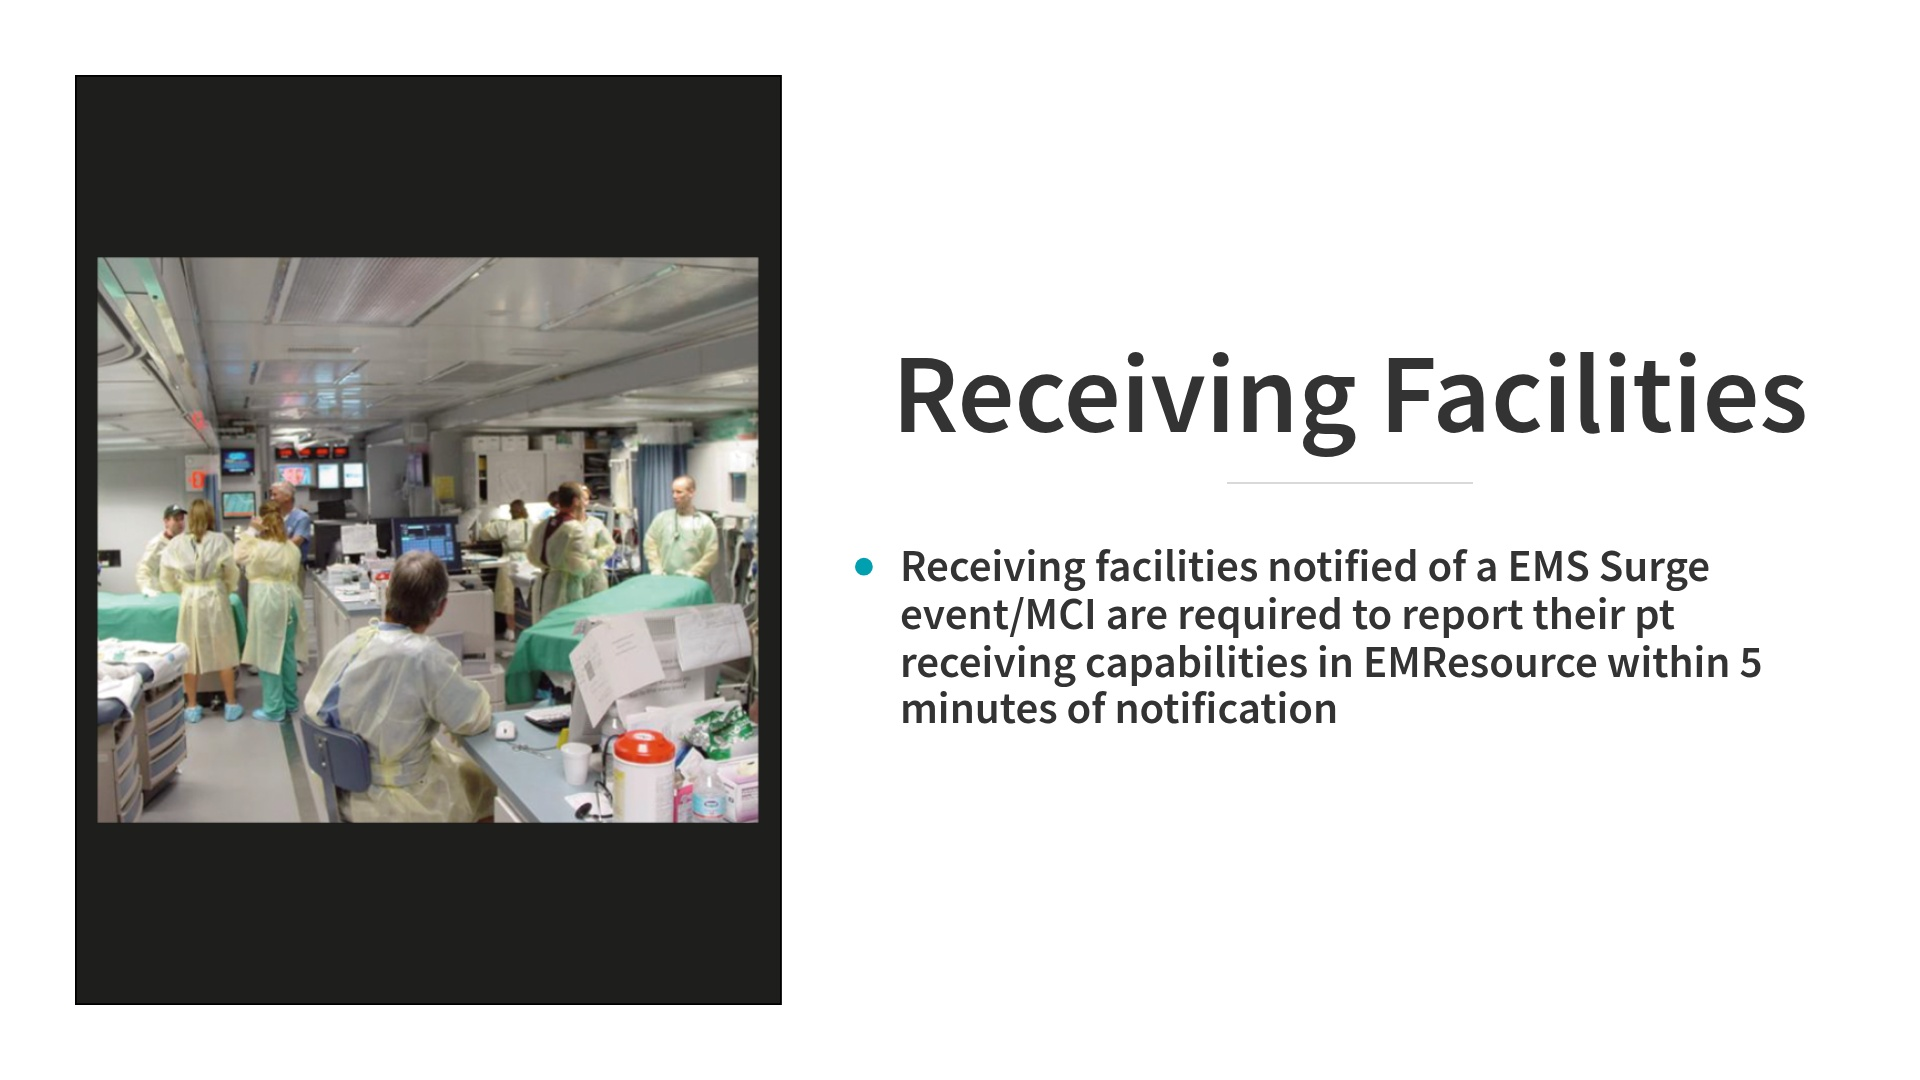 Receiving Facilities
Receiving facilities notified of a EMS Surge
event/MCI are required to report their pt
receiving capabilities in EMResource within 5
minutes of notification